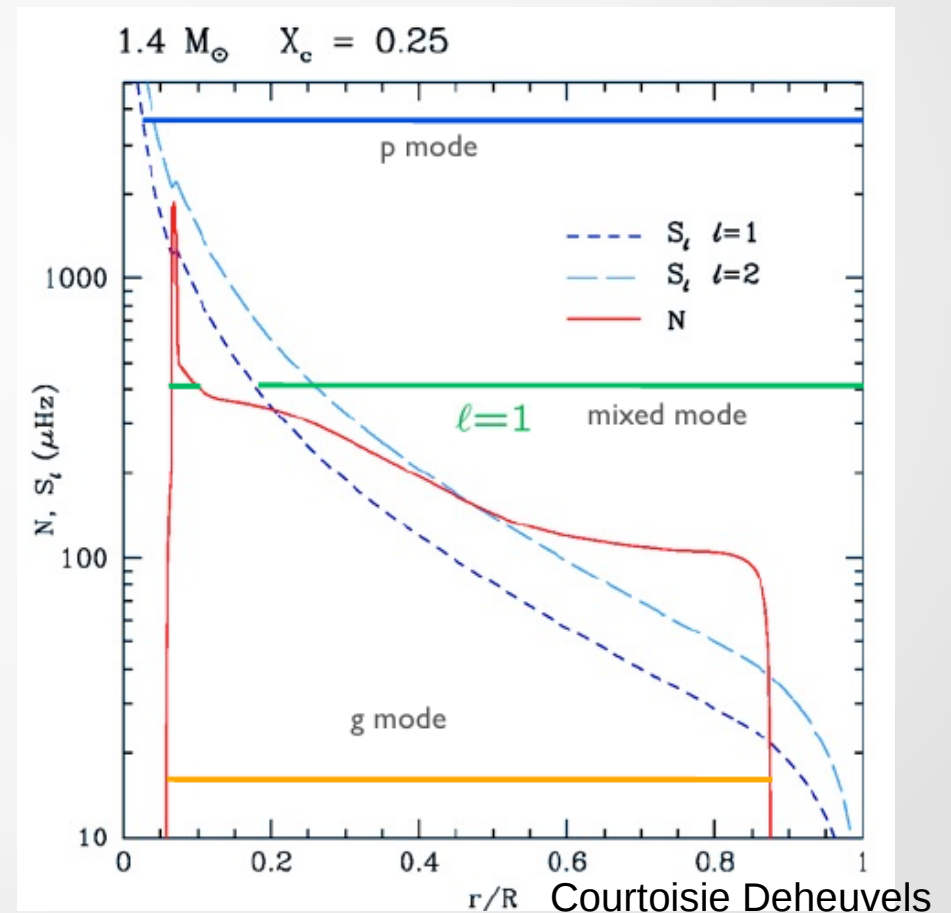 1.4 M☉ X_c = 0.25
p mode
S_ℓ ℓ=1
S_ℓ ℓ=2
N
1000
ℓ=1 mixed mode
N, S_ℓ (μHz)
100
g mode
10
0 0.2 0.4 0.6 0.8 1
r/R Courtoisie Deheuvels